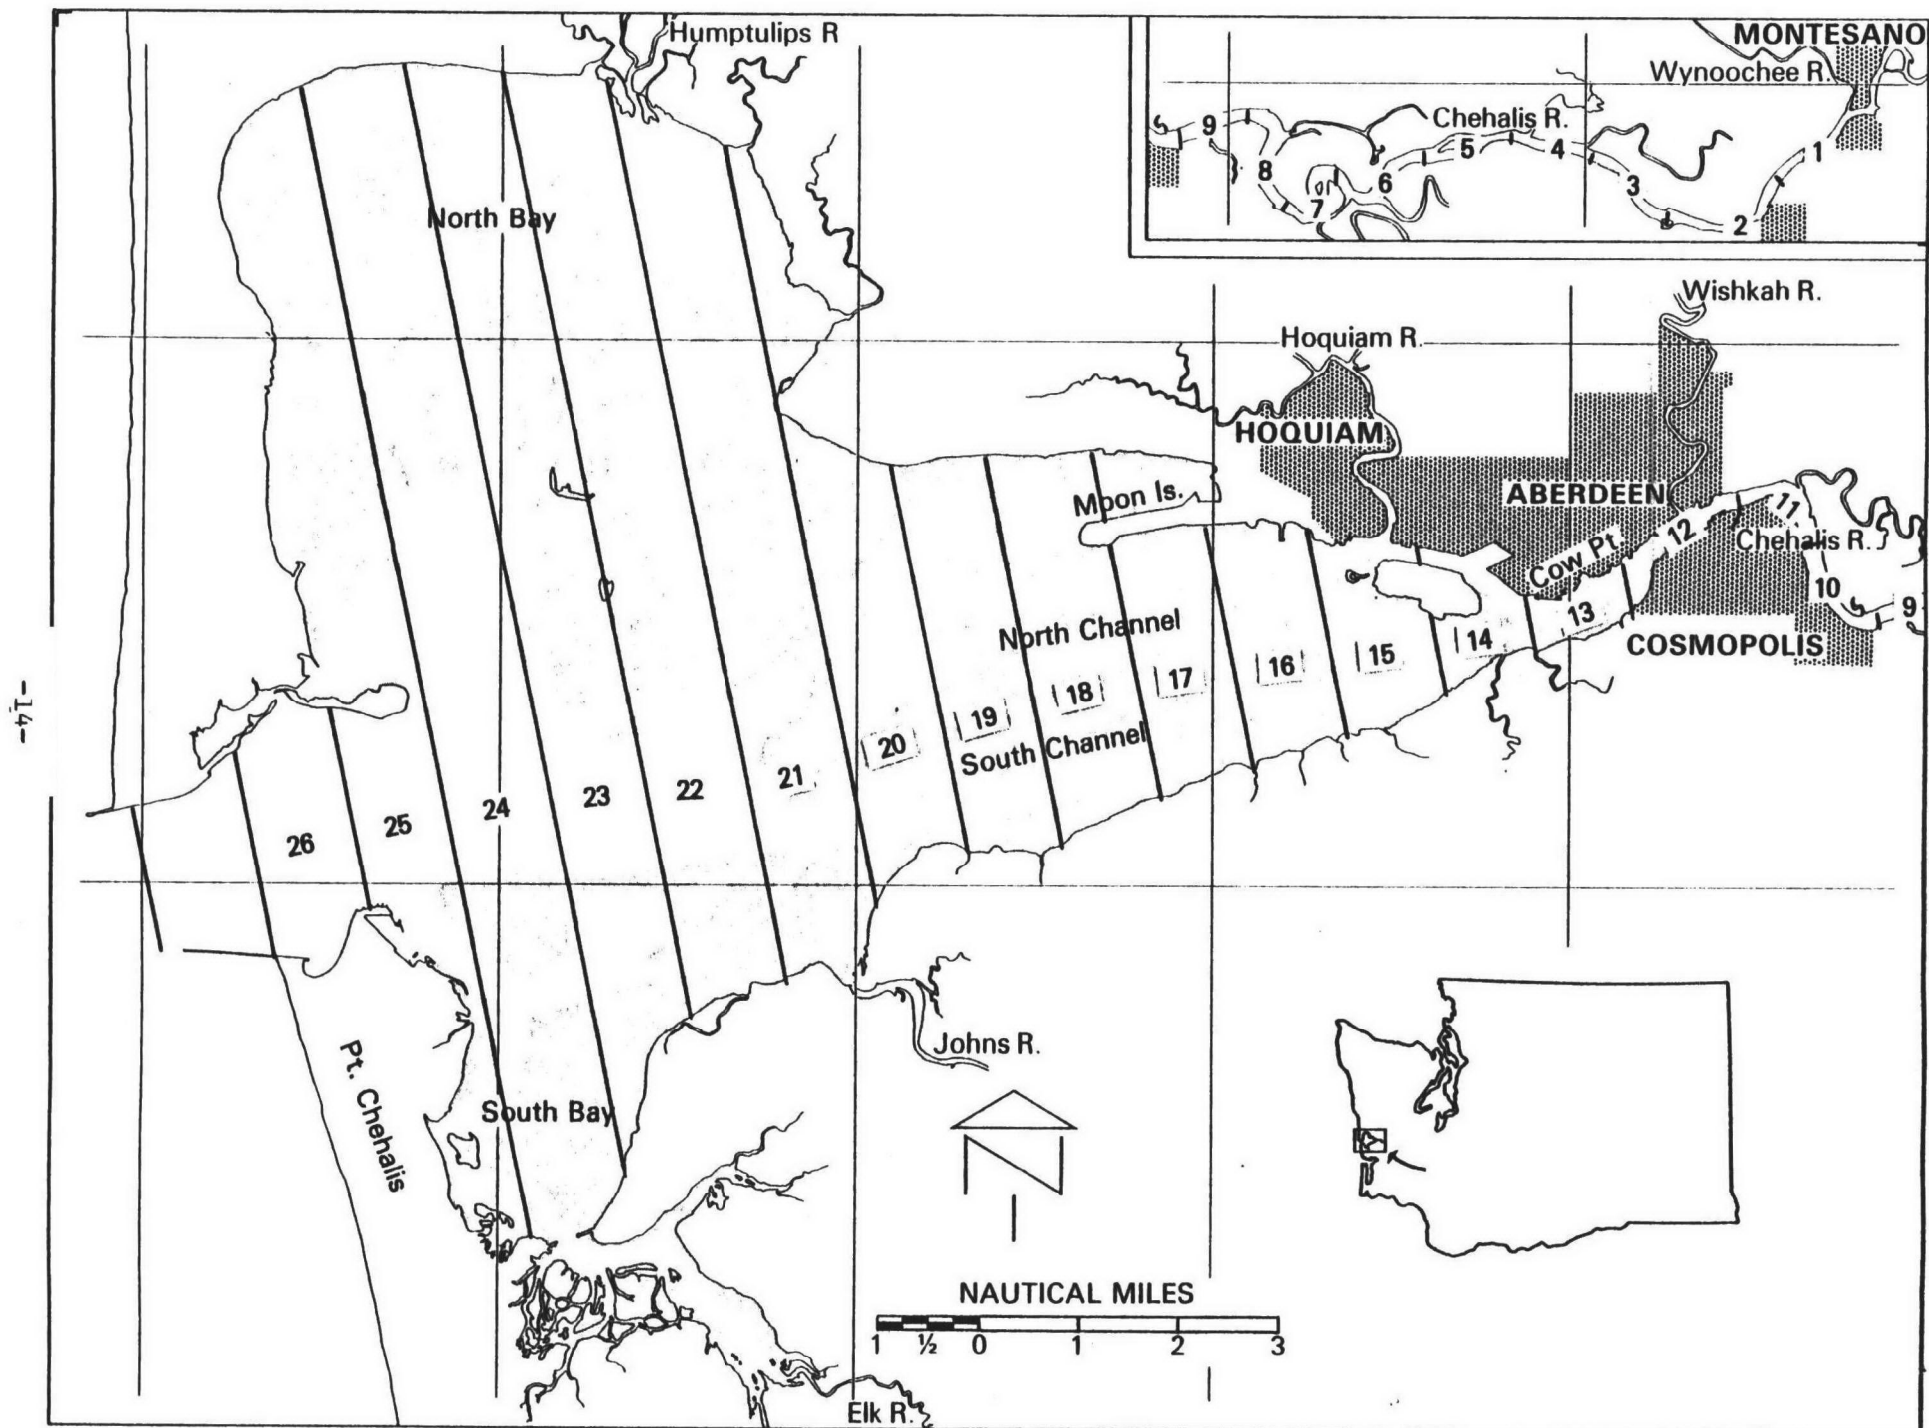 Humptulips R
MONTESANO
Wynoochee R.
Chehalis R.
9
8
7
6
5
4
3
2
1
North Bay
Wishkah R.
Hoquiam R.
HOQUIAM
Moon Is.
ABERDEEN
11
12
Chehalis R.
Cow Pt.
10
9
13
North Channel
14
COSMOPOLIS
15
16
17
18
19
South Channel
20
21
22
23
24
25
26
-14-
Johns R.
Pt. Chehalis
South Bay
NAUTICAL MILES
1 ½ 0 1 2 3
Elk R.